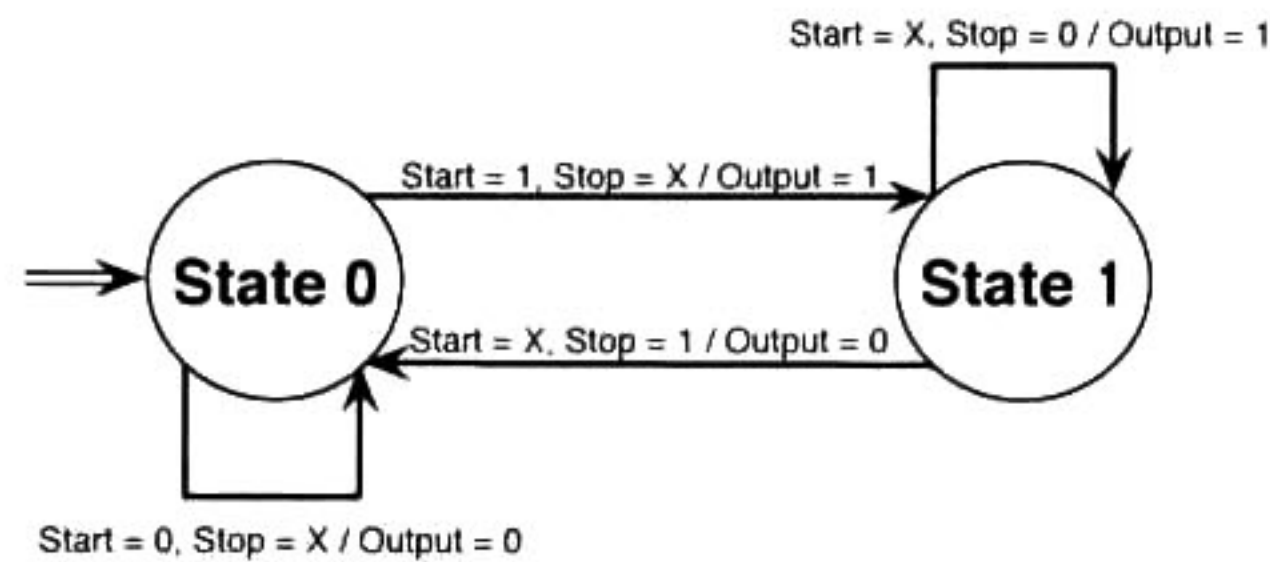 Start = X, Stop = 0 / Output = 1
Start = 1, Stop = X / Output = 1
State 0
State 1
Start = X, Stop = 1 / Output = 0
Start = 0, Stop = X / Output = 0